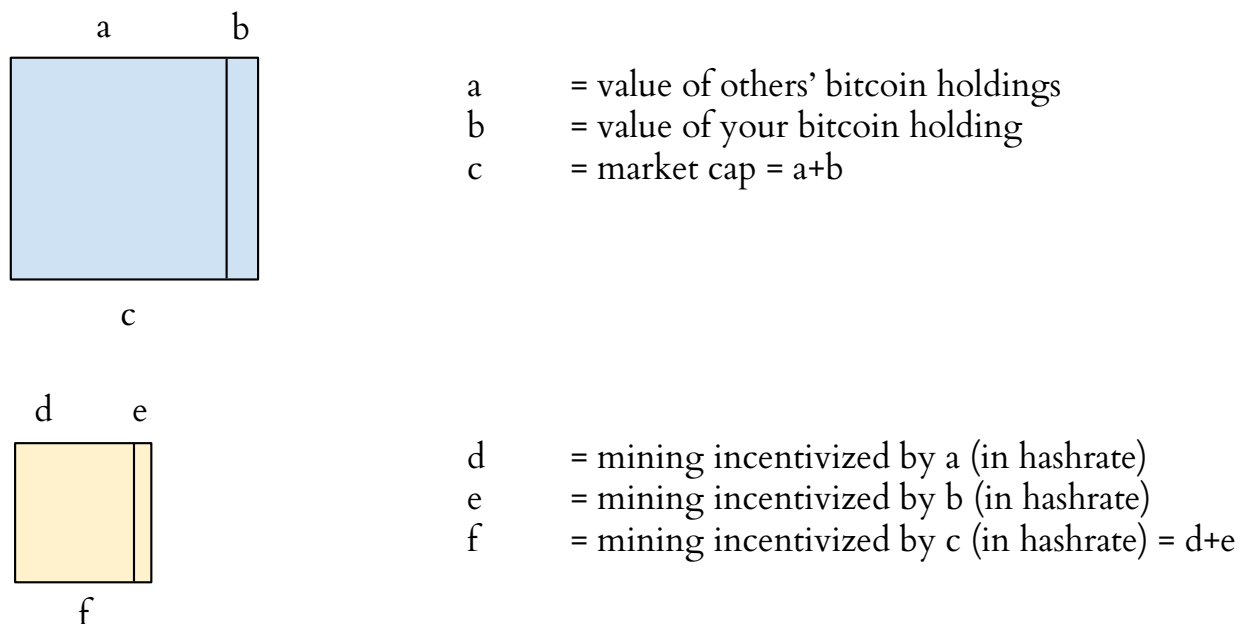 a b
c
a = value of others’ bitcoin holdings
b = value of your bitcoin holding
c = market cap = a+b
d e
f
d = mining incentivized by a (in hashrate)
e = mining incentivized by b (in hashrate)
f = mining incentivized by c (in hashrate) = d+e